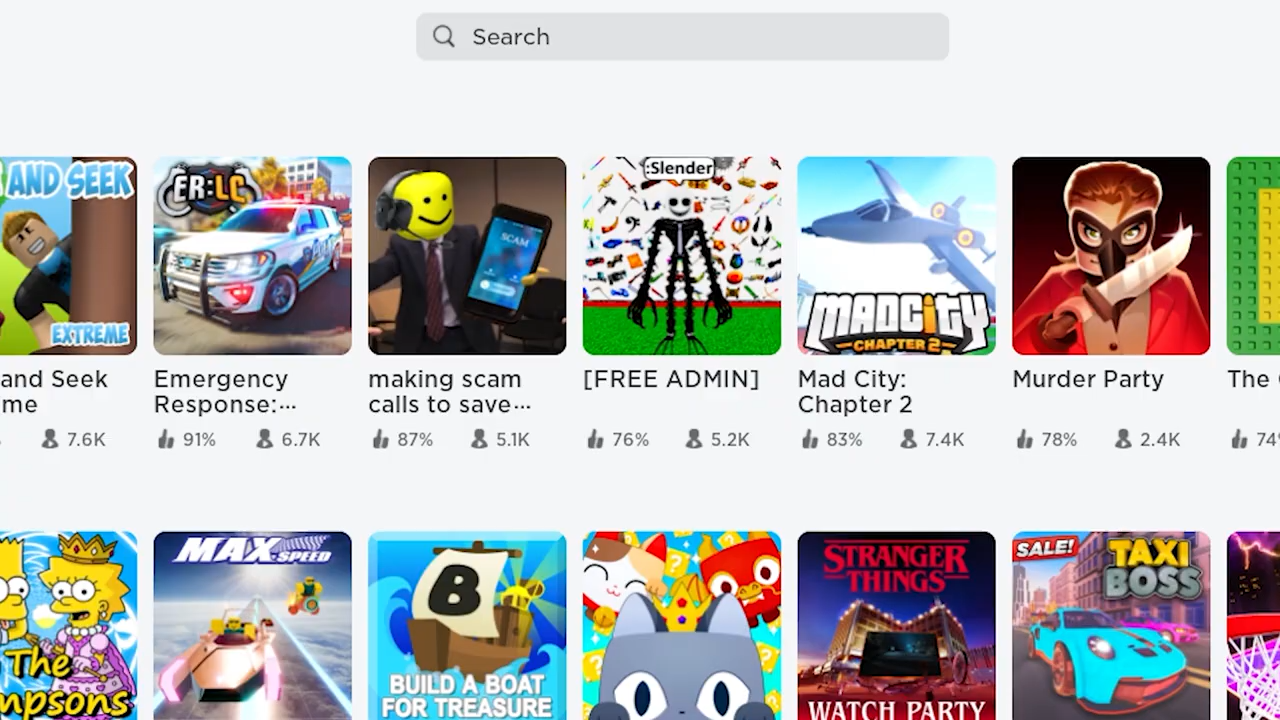 Search
AND SEEK
EXTREME
ER:LC
SCAM
:Slender
MADCITY
CHAPTER 2
and Seek
me
7.6K
Emergency
Response:...
91% 6.7K
making scam
calls to save...
87% 5.1K
[FREE ADMIN]
76% 5.2K
Mad City:
Chapter 2
83% 7.4K
Murder Party
78% 2.4K
The
74%
The
mpsons
MAX SPEED
B
BUILD A BOAT
FOR TREASURE
STRANGER
THINGS
WATCH PARTY
SALE!
TAXI
BOSS